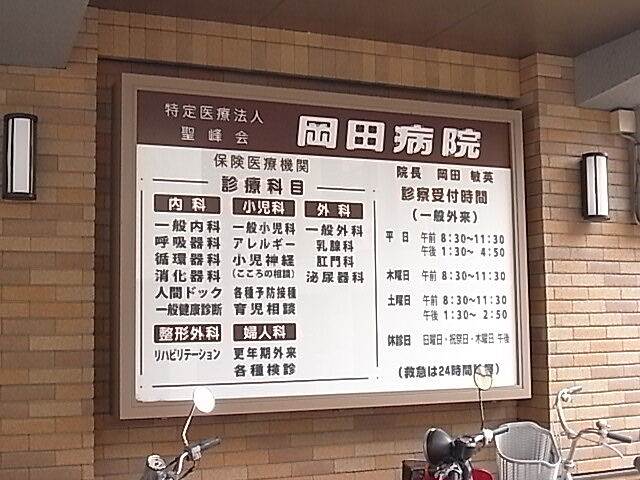 特定医療法人
聖峰会
岡田病院
保険医療機関
診療科目
内科
一般内科
呼吸器科
循環器科
消化器科
人間ドック
一般健康診断
小児科
一般小児科
アレルギー
小児神経
(こころの相談)
各種予防接種
育児相談
外科
一般外科
乳腺科
肛門科
泌尿器科
整形外科
リハビリテーション
婦人科
更年期外来
各種検診
院長 岡田 敏英
診察受付時間
(一般外来)
平日 午前 8:30~11:30
午後 1:30~ 4:50
木曜日 午前 8:30~11:30
土曜日 午前 8:30~11:30
午後 1:30~ 2:50
休診日 日曜日・祝祭日・木曜日 午後
(救急は24時間